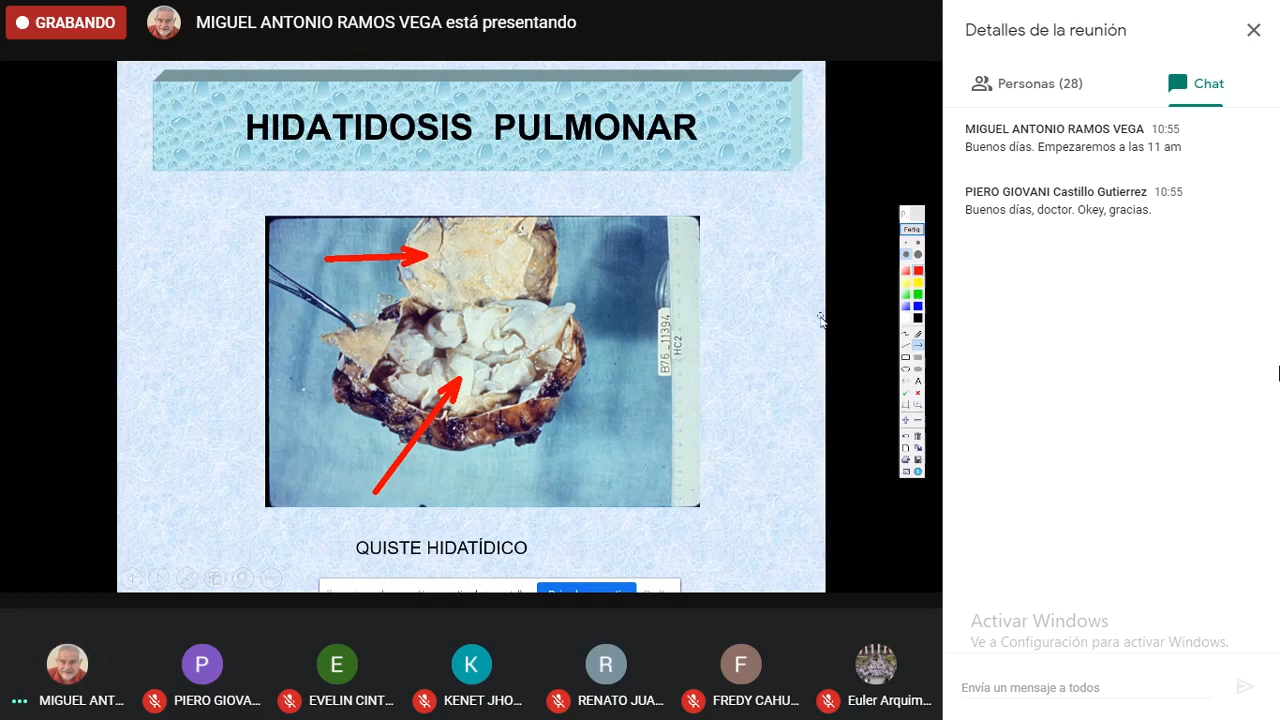 GRABANDO
MIGUEL ANTONIO RAMOS VEGA está presentando
HIDATIDOSIS PULMONAR
B76_11394
HC2
QUISTE HIDATÍDICO
Fertig
A
P
E
K
R
F
MIGUEL ANT...
PIERO GIOVA...
EVELIN CINT...
KENET JHO...
RENATO JUA...
FREDY CAHU...
Euler Arquim...
Detalles de la reunión
Personas (28)
Chat
MIGUEL ANTONIO RAMOS VEGA 10:55
Buenos días. Empezaremos a las 11 am
PIERO GIOVANI Castillo Gutierrez 10:55
Buenos días, doctor. Okey, gracias.
Activar Windows
Ve a Configuración para activar Windows.
Envía un mensaje a todos